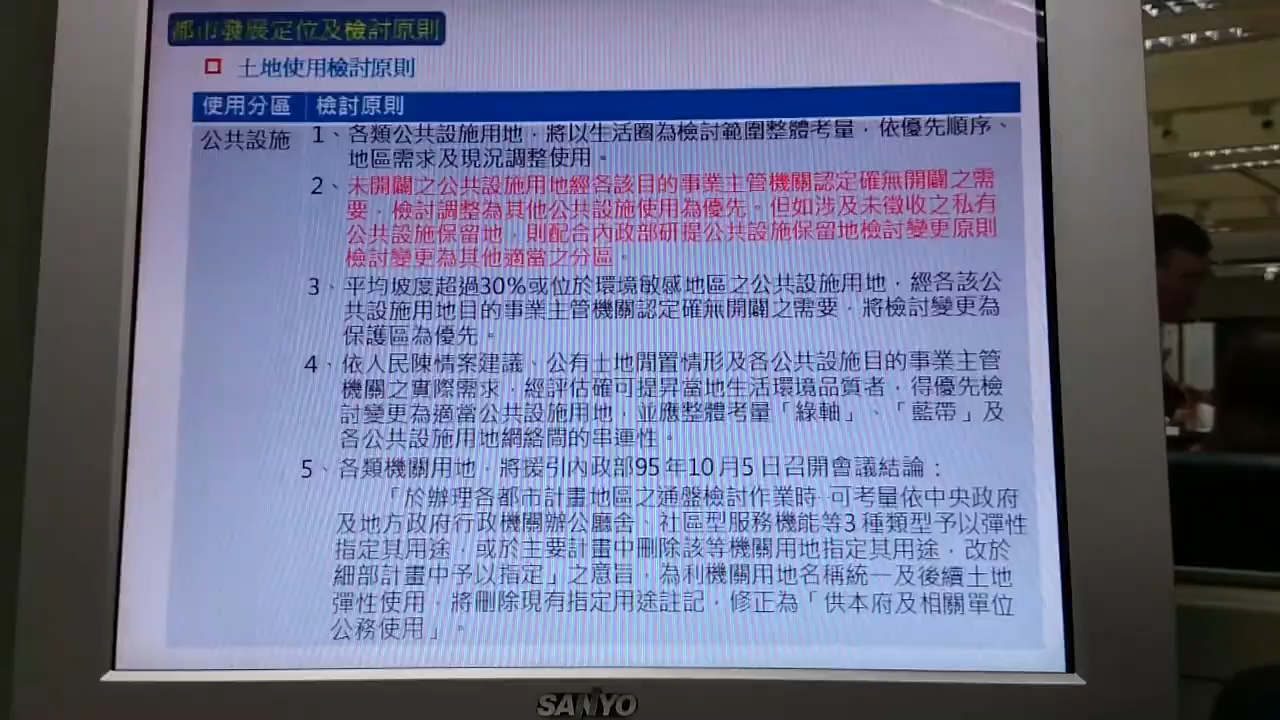 都市發展定位及檢討原則
土地使用檢討原則
使用分區 檢討原則
公共設施 1、各類公共設施用地，將以生活圈為檢討範圍整體考量，依優先順序、
地區需求及現況調整使用。
2、未開闢之公共設施用地經各該目的事業主管機關認定確無開闢之需
要，檢討調整為其他公共設施使用為優先。但如涉及未徵收之私有
公共設施保留地，則配合內政部研提公共設施保留地檢討變更原則
檢討變更為其他適當之分區。
3、平均坡度超過30%或位於環境敏感地區之公共設施用地，經各該公
共設施用地目的事業主管機關認定確無開闢之需要，將檢討變更為
保護區為優先。
4、依人民陳情案建議、公有土地閒置情形及各公共設施目的事業主管
機關之實際需求，經評估確可提昇當地生活環境品質者，得優先檢
討變更為適當公共設施用地，並應整體考量「綠軸」、「藍帶」及
各公共設施用地網絡間的串連性。
5、各類機關用地，將援引內政部95年10月5日召開會議結論：
「於辦理各都市計畫地區之通盤檢討作業時，可考量依中央政府
及地方政府行政機關辦公廳舍、社區型服務機能等3種類型予以彈性
指定其用途，或於主要計畫中刪除該等機關用地指定其用途，改於
細部計畫中予以指定」之意旨，為利機關用地名稱統一及後續土地
彈性使用，將刪除現有指定用途註記，修正為「供本府及相關單位
公務使用」。
SANYO